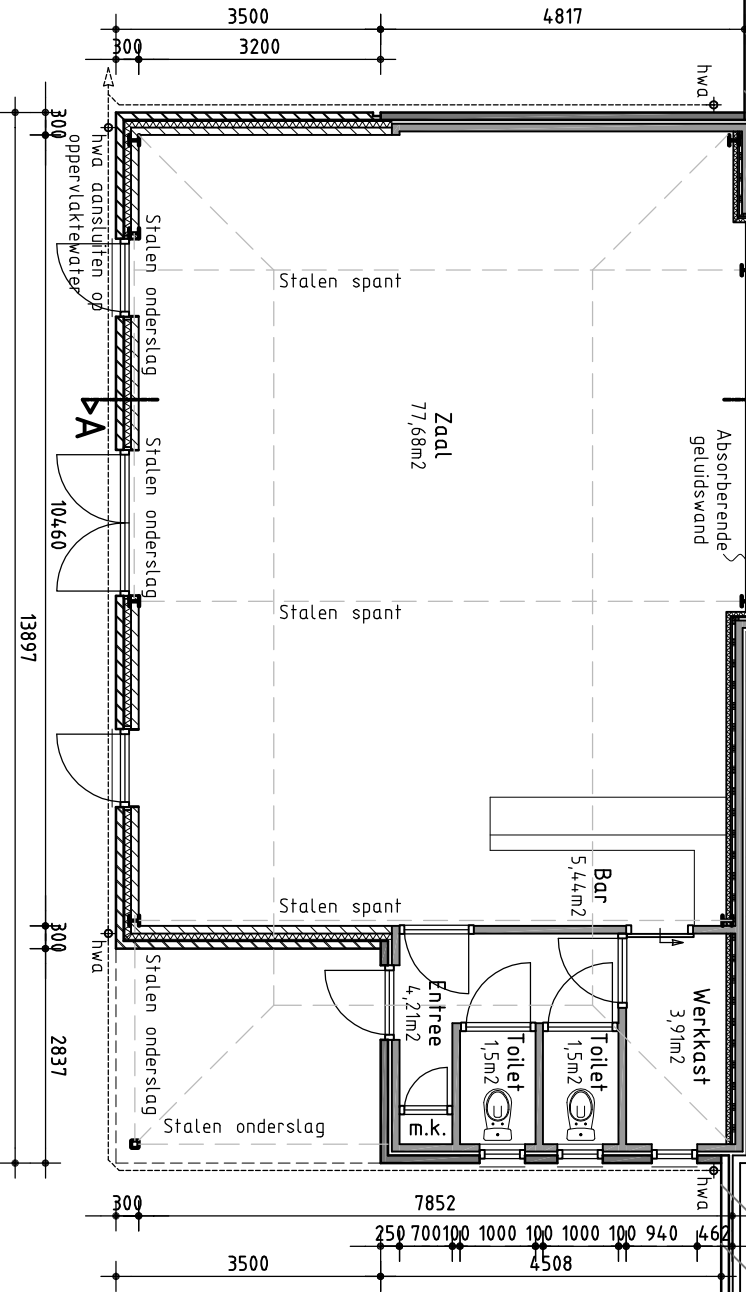 3500
4817
300
3200
hwa
300
hwa aansluiten op
oppervlaktewater
Stalen onderslag
Stalen spant
A
Zaal
77,68m2
Absorberende
geluidswand
Stalen onderslag
10460
13897
Stalen spant
Bar
5,44m2
Stalen spant
300
hwa
2837
Stalen onderslag
Entree
4,21m2
Werkkast
3,91m2
Toilet
1,5m2
Toilet
1,5m2
Stalen onderslag
m.k.
hwa
300
7852
250
700
100
1000
100
1000
100
940
462
3500
4508